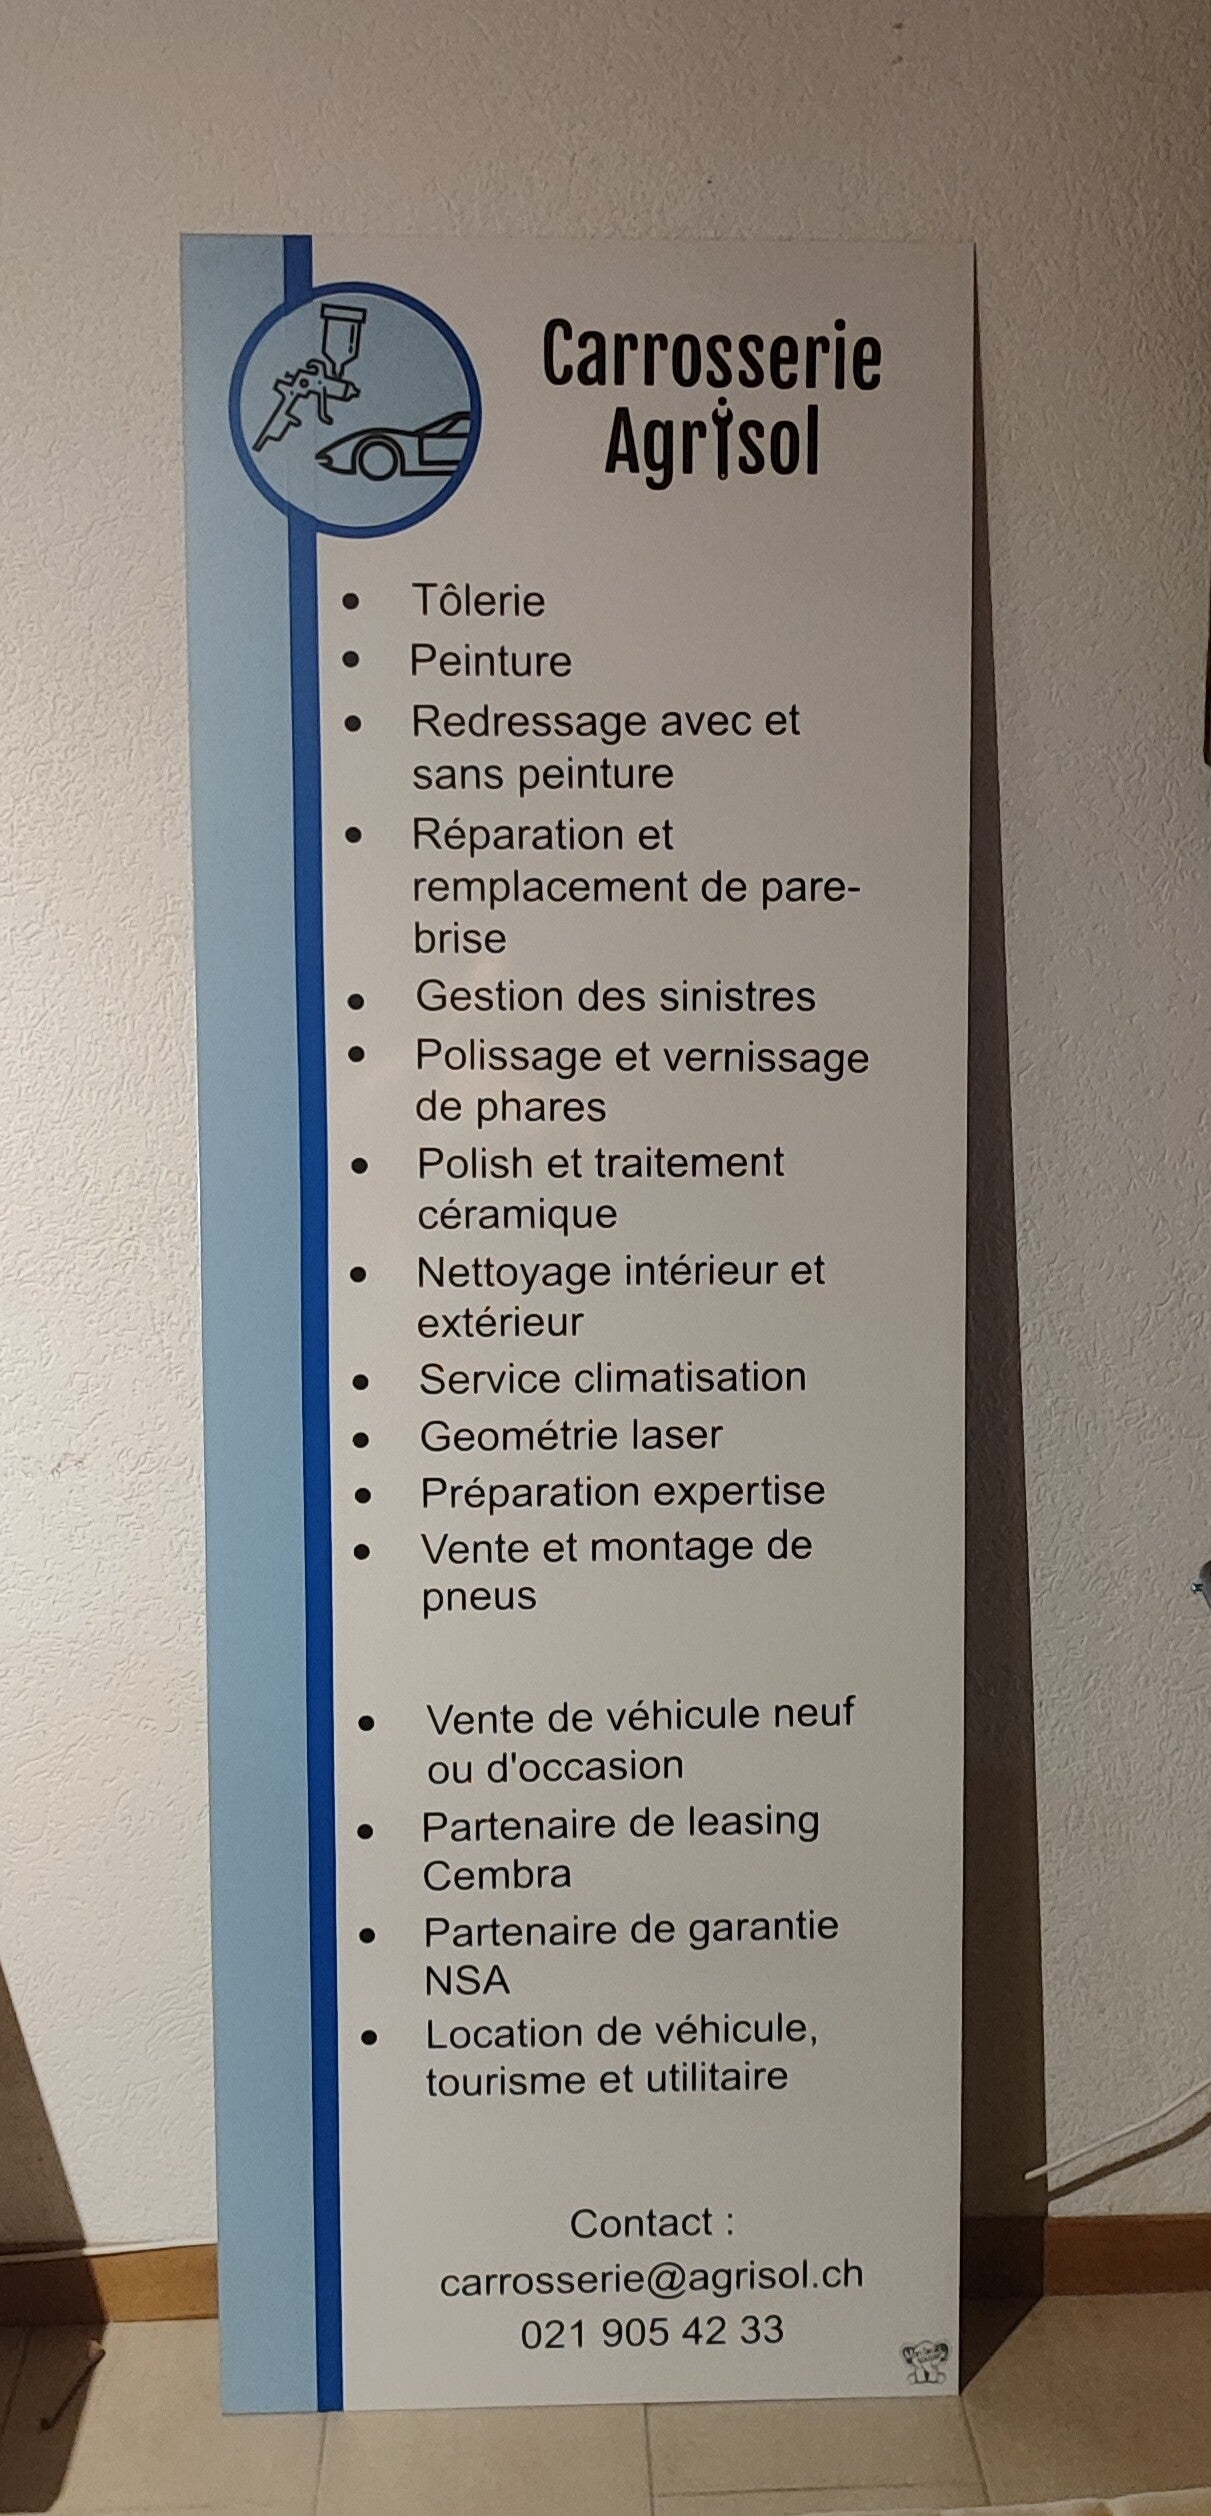 Carrosserie
Agrisol
• Tôlerie
• Peinture
• Redressage avec et
sans peinture
• Réparation et
remplacement de pare-
brise
• Gestion des sinistres
• Polissage et vernissage
de phares
• Polish et traitement
céramique
• Nettoyage intérieur et
extérieur
• Service climatisation
• Geométrie laser
• Préparation expertise
• Vente et montage de
pneus
• Vente de véhicule neuf
ou d'occasion
• Partenaire de leasing
Cembra
• Partenaire de garantie
NSA
• Location de véhicule,
tourisme et utilitaire
Contact :
carrosserie@agrisol.ch
021 905 42 33